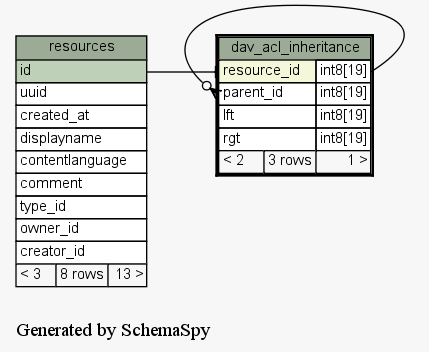 resources
id
uuid
created_at
displayname
contentlanguage
comment
type_id
owner_id
creator_id
< 3 8 rows 13 >
dav_acl_inheritance
resource_id int8[19]
parent_id int8[19]
lft int8[19]
rgt int8[19]
< 2 3 rows 1 >
Generated by SchemaSpy